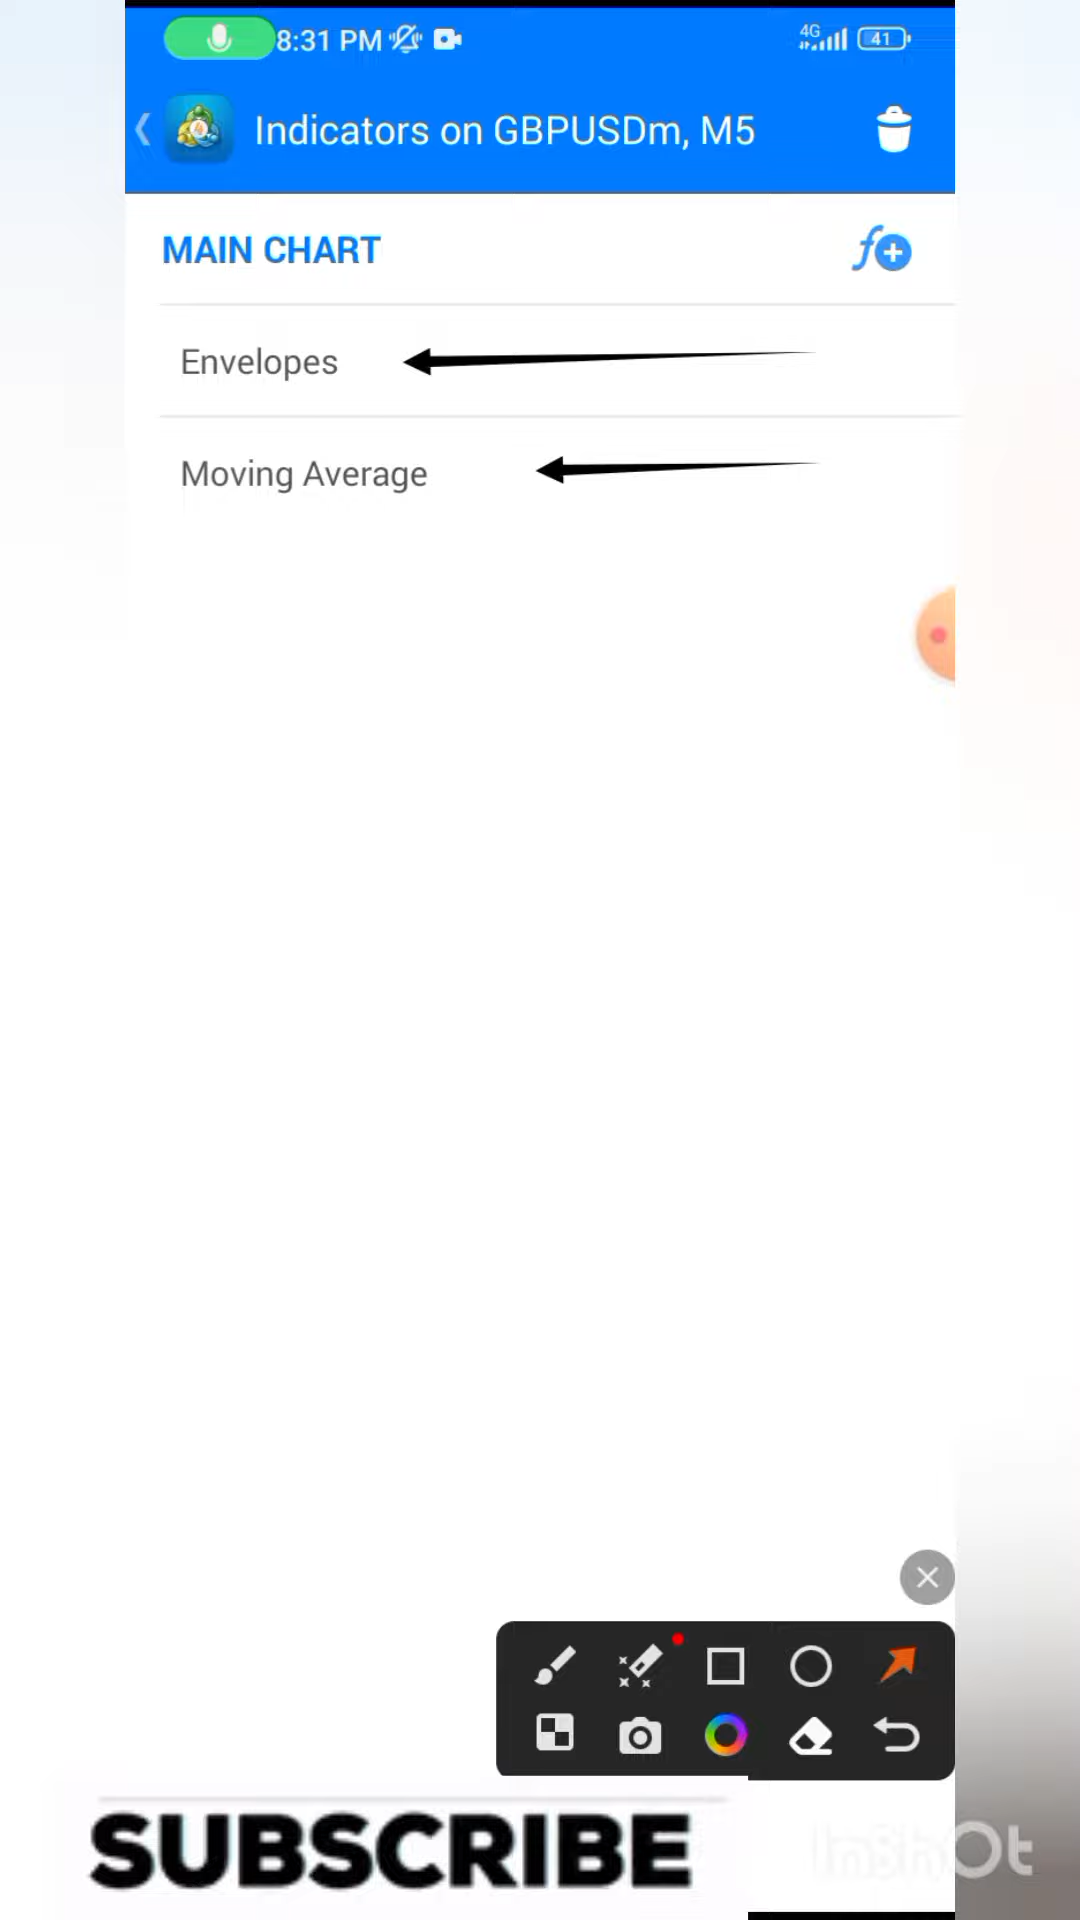 8:31 PM
4G
41
Indicators on GBPUSDm, M5
MAIN CHART
Envelopes
Moving Average
SUBSCRIBE
InShOt